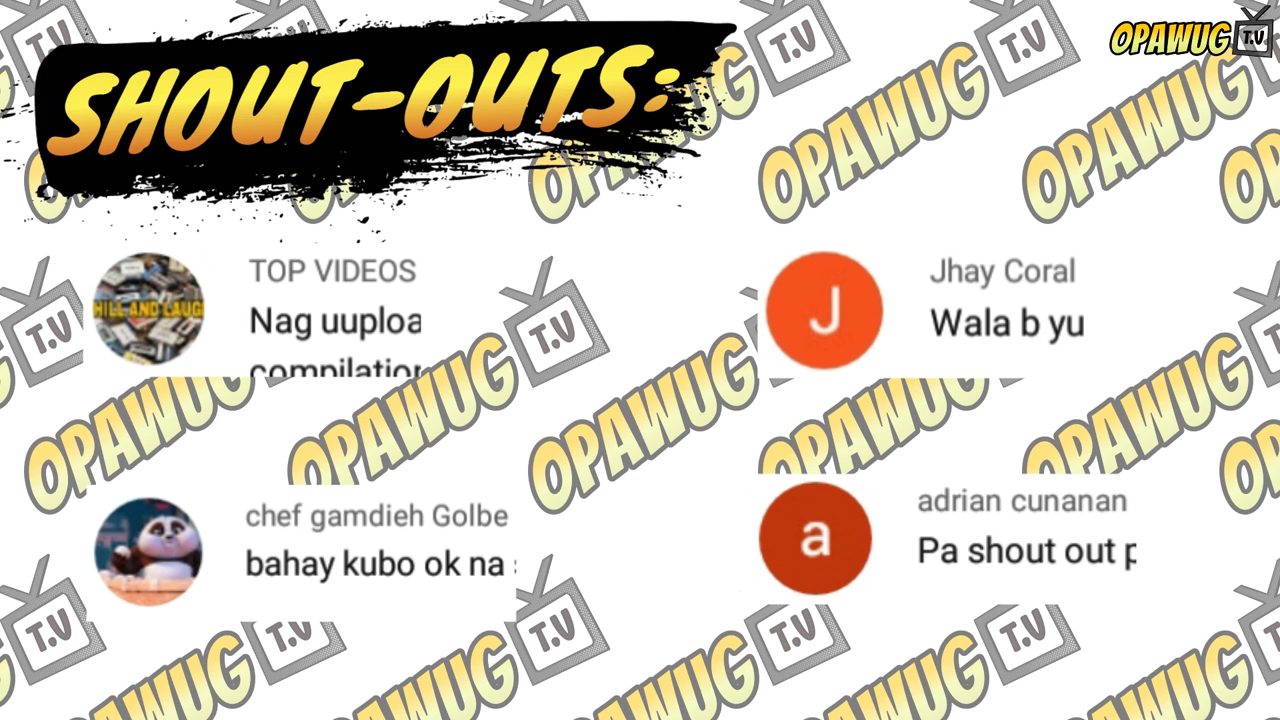 SHOUT-OUTS:
OPAWUG T.V
TOP VIDEOS
Nag uuploa
compilation
Jhay Coral
Wala b yu
chef gamdieh Golbe
bahay kubo ok na
adrian cunanan
Pa shout out p